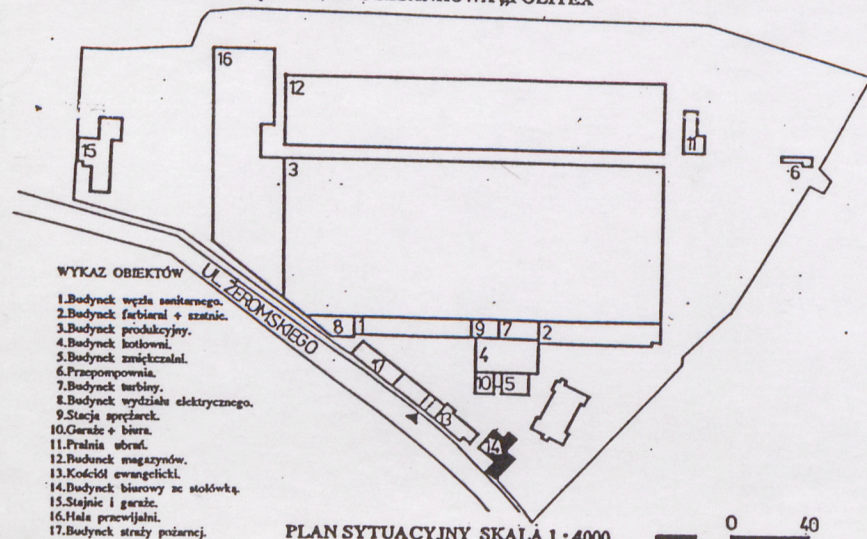 „POLITEX"
16
12
15
11
6
3
UL. ŻEROMSKIEGO
8
1
9
7
2
4
10
5
17
13
14
WYKAZ OBIEKTÓW
1.Budynek węzła sanitarnego.
2.Budynek farbiarni + szatnie.
3.Budynek produkcyjny.
4.Budynek kotłowni.
5.Budynek zmiękczalni.
6.Przepompownia.
7.Budynek turbiny.
8.Budynek wydziału elektrycznego.
9.Stacja sprężarek.
10.Garaże + biura.
11.Pralnia ubrań.
12.Budunek magazynów.
13.Kościół ewangelicki.
14.Budynek biurowy ze stołówką.
15.Stajnie i garaże.
16.Hala przewijalni.
17.Budynek straży pożarnej.
PLAN SYTUACYJNY SKALA 1:4000
0 40